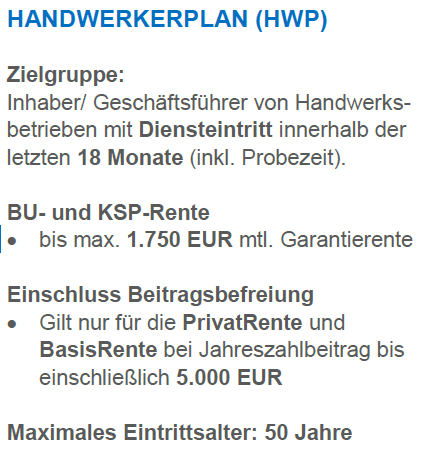 HANDWERKERPLAN (HWP)
Zielgruppe:
Inhaber/ Geschäftsführer von Handwerks-
betrieben mit Diensteintritt innerhalb der
letzten 18 Monate (inkl. Probezeit).
BU- und KSP-Rente
• bis max. 1.750 EUR mtl. Garantierente
Einschluss Beitragsbefreiung
• Gilt nur für die PrivatRente und
BasisRente bei Jahreszahlbeitrag bis
einschließlich 5.000 EUR
Maximales Eintrittsalter: 50 Jahre